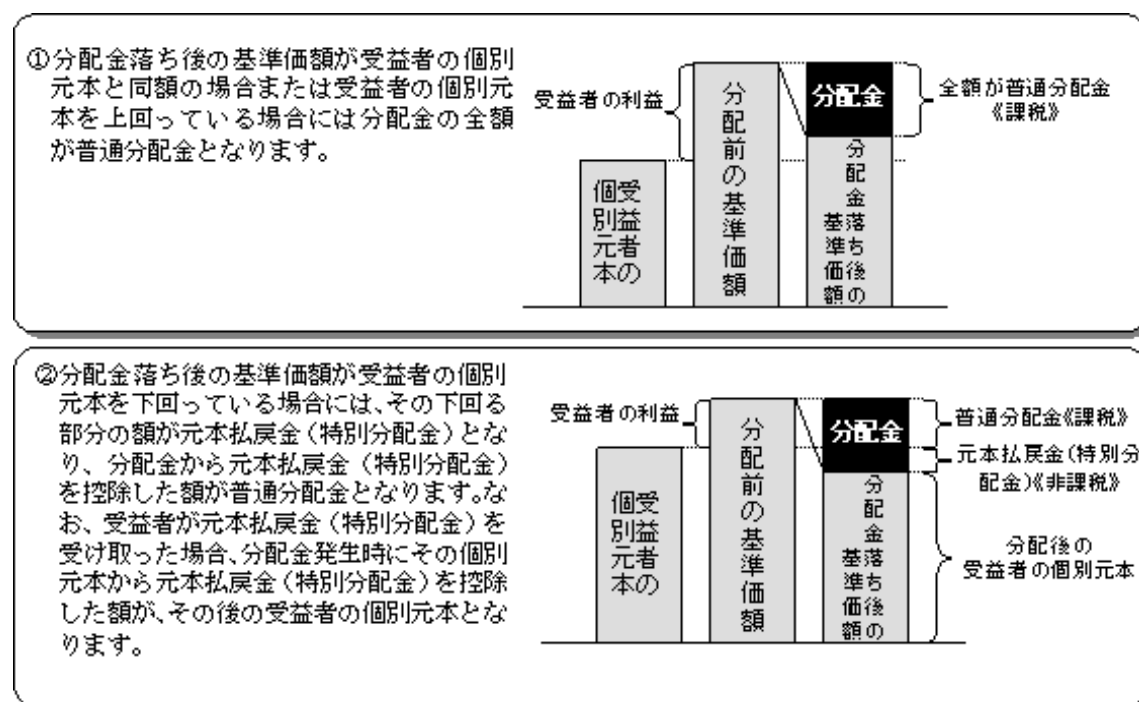 ①分配金落ち後の基準価額が受益者の個別
元本と同額の場合または受益者の個別元
本を上回っている場合には分配金の全額
が普通分配金となります。
受益者の利益
受益者の
個別元本
分配前の基準価額
分配金
分配金落ち後の
基準価額
全額が普通分配金
《課税》
②分配金落ち後の基準価額が受益者の個別
元本を下回っている場合には、その下回る
部分の額が元本払戻金(特別分配金)とな
り、分配金から元本払戻金(特別分配金)
を控除した額が普通分配金となります。な
お、受益者が元本払戻金(特別分配金)を
受け取った場合、分配金発生時にその個別
元本から元本払戻金(特別分配金)を控除
した額が、その後の受益者の個別元本とな
ります。
受益者の利益
受益者の
個別元本
分配前の基準価額
分配金
分配金落ち後の
基準価額
普通分配金《課税》
元本払戻金(特別分
配金)《非課税》
分配後の
受益者の個別元本